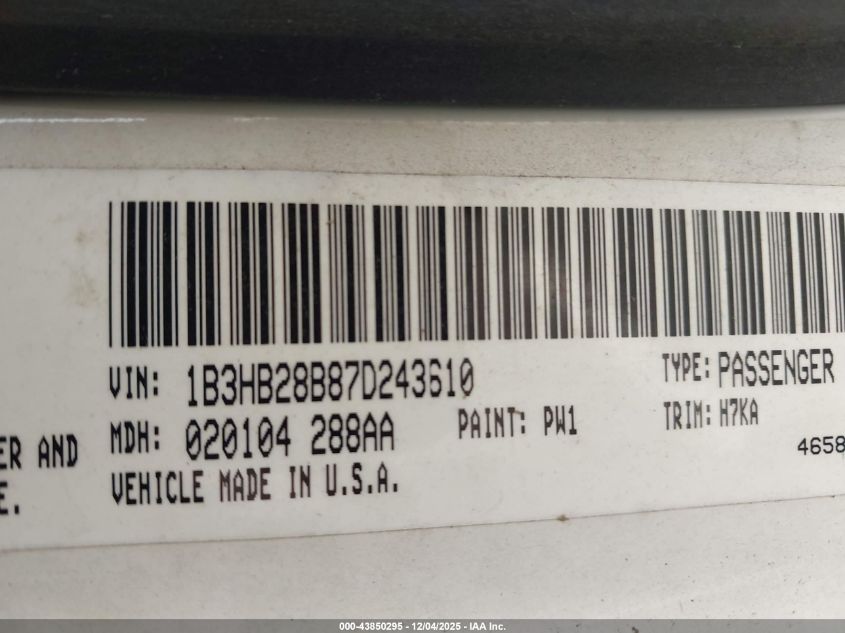 VIN: 1B3HB28B87D243610 TYPE: PASSENGER
ER AND MDH: 020104 288AA PAINT: PW1 TRIM: H7KA
E. VEHICLE MADE IN U.S.A. 4658
000-43850295 - 12/04/2025 - IAA Inc.